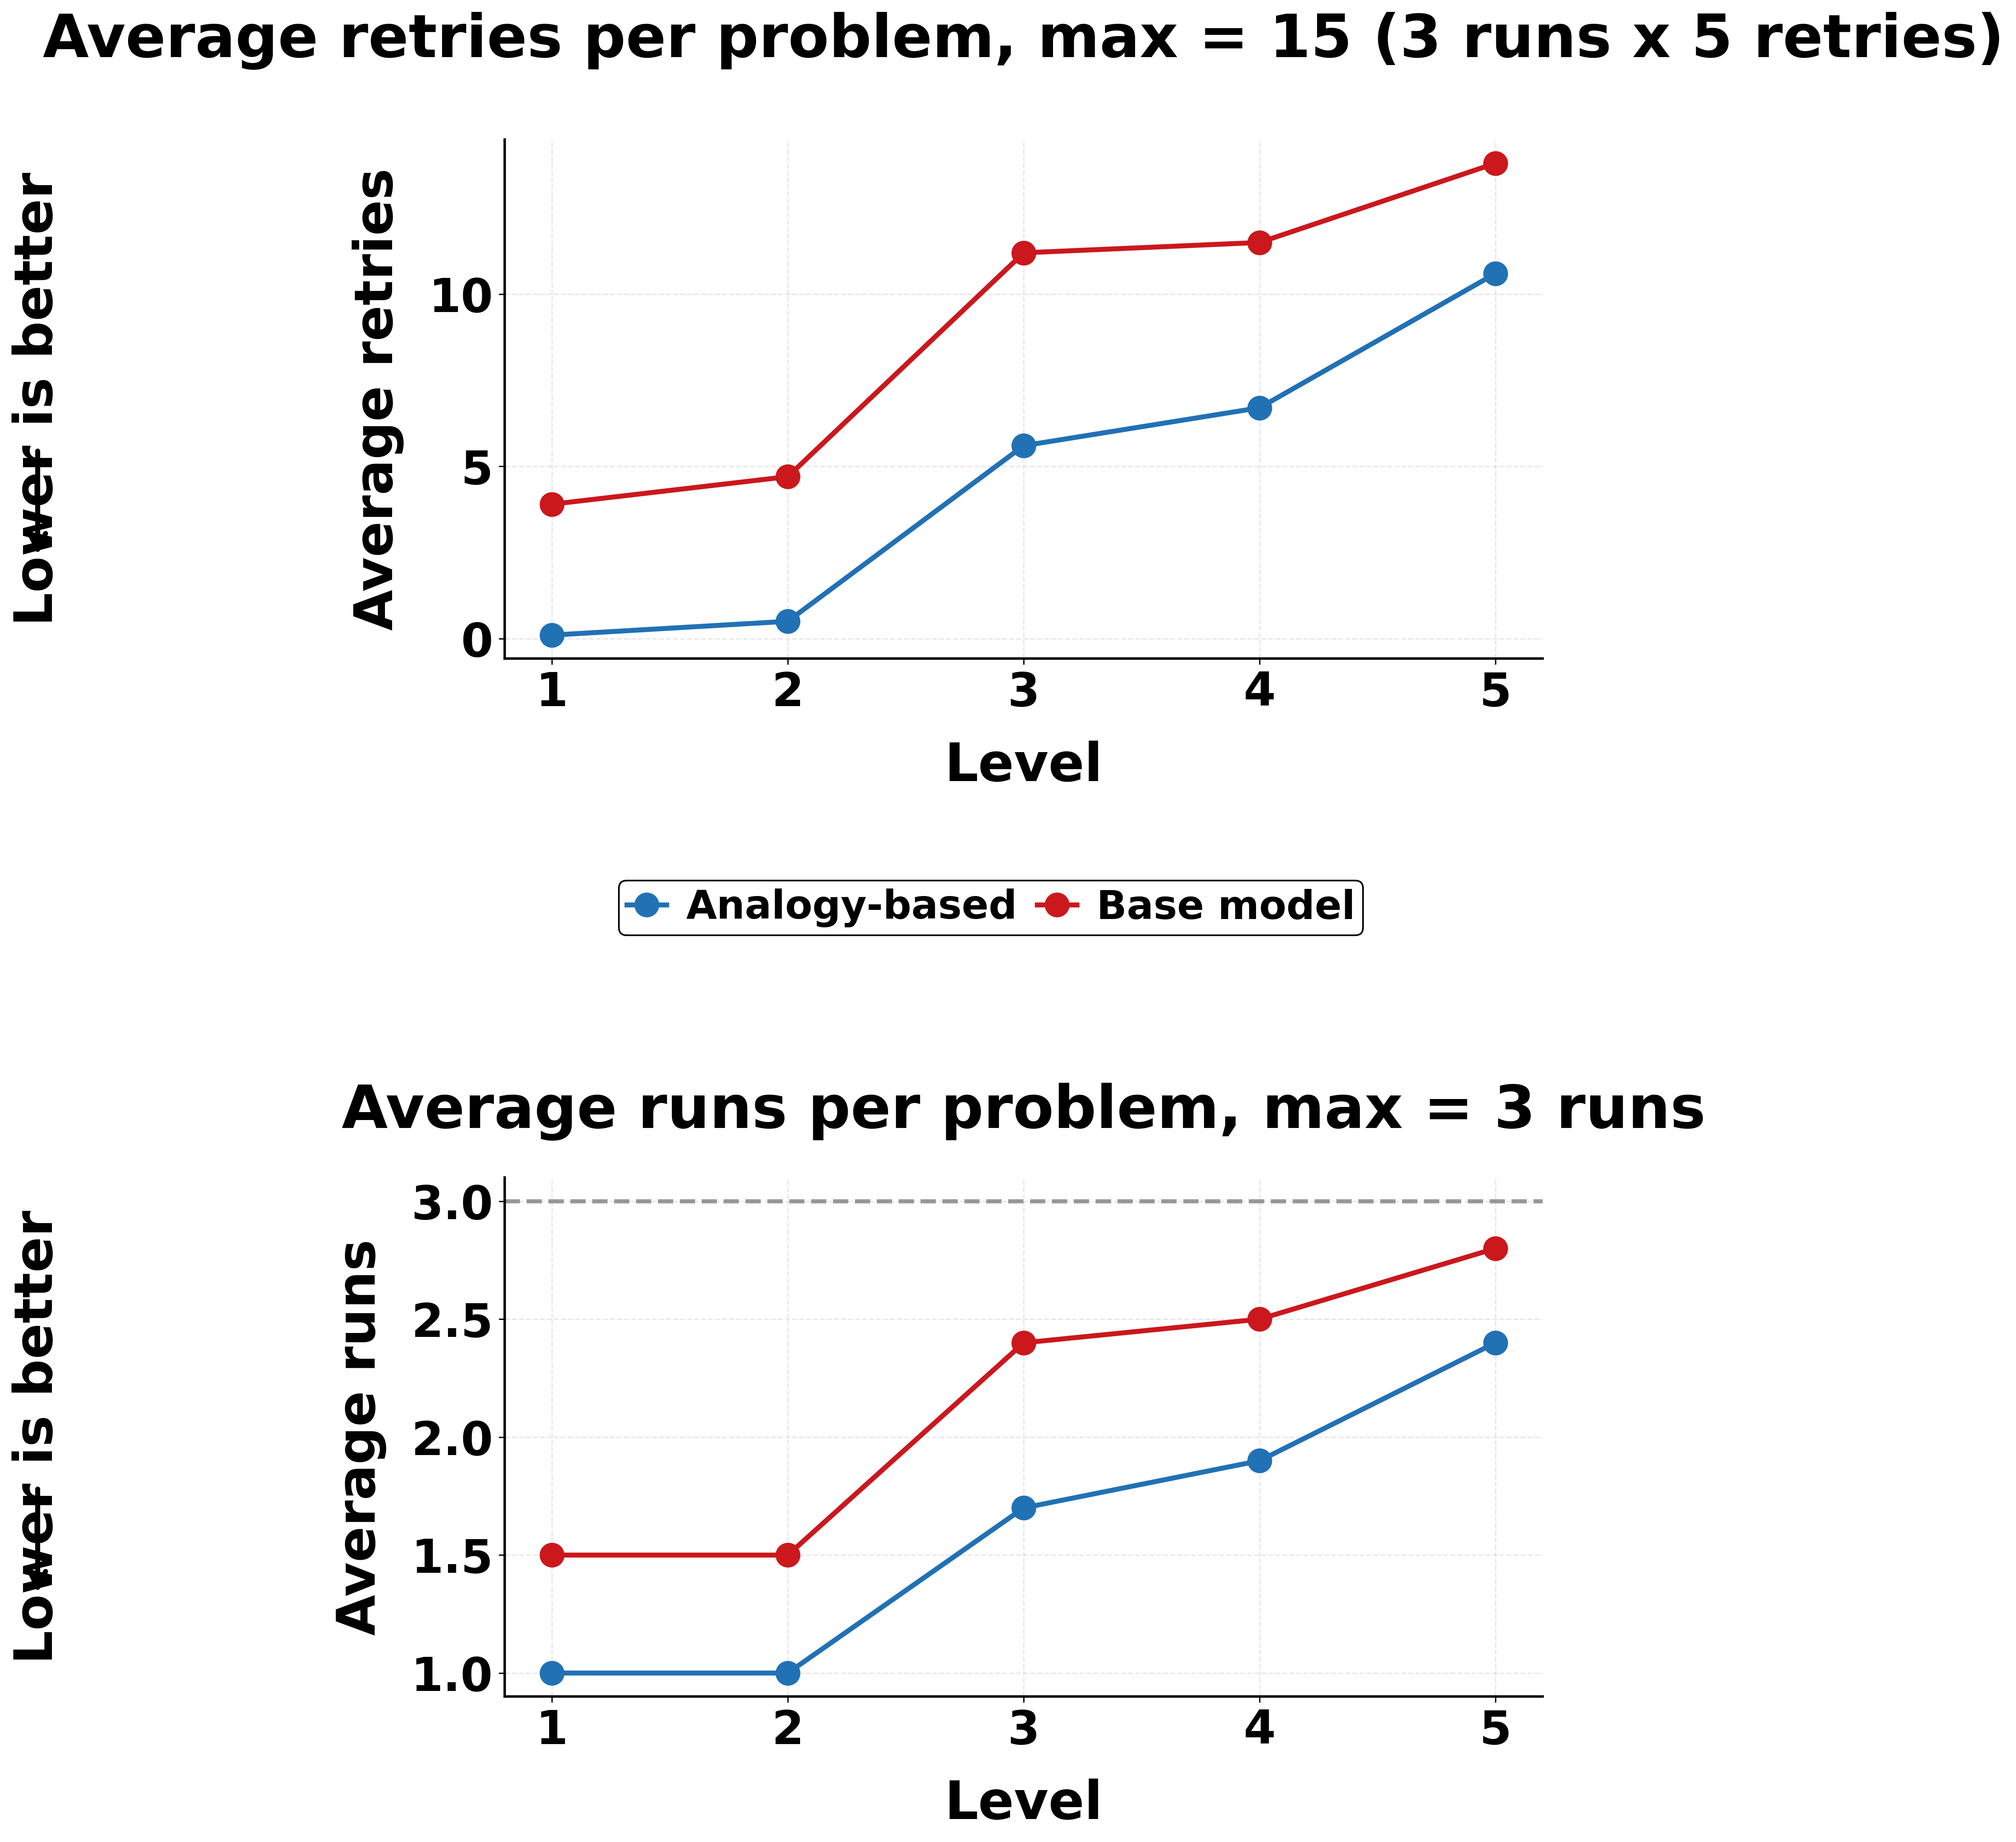 Average retries per problem, max = 15 (3 runs x 5 retries)
Lower is better
Average retries
10
5
0
1 2 3 4 5
Level
Analogy-based Base model
Average runs per problem, max = 3 runs
Lower is better
Average runs
3.0
2.5
2.0
1.5
1.0
1 2 3 4 5
Level